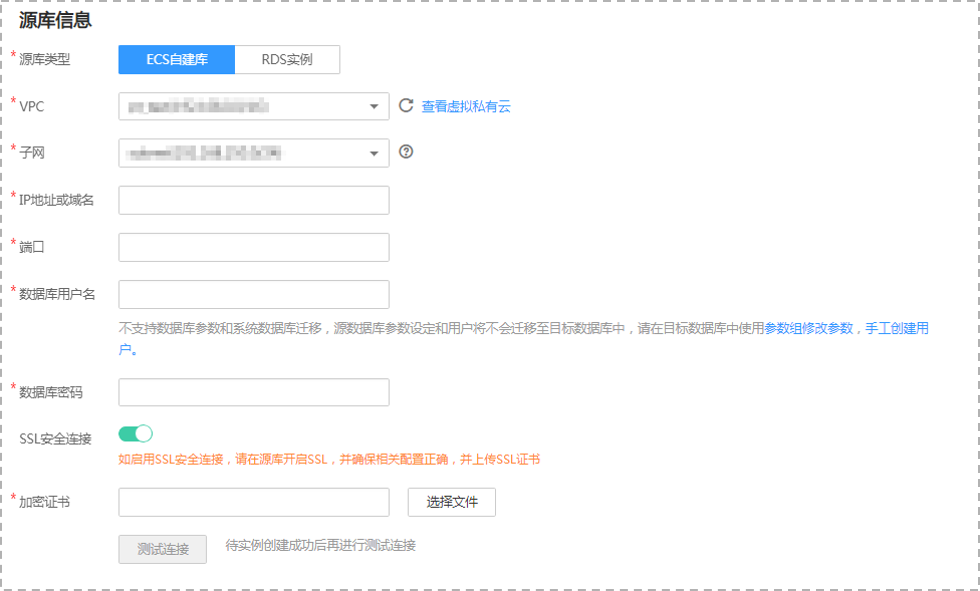 源库信息
* 源库类型 ECS自建库 RDS实例
* VPC 查看虚拟私有云
* 子网
* IP地址或域名
* 端口
* 数据库用户名
不支持数据库参数和系统数据库迁移，源数据库参数设定和用户将不会迁移至目标数据库中，请在目标数据库中使用参数组修改参数，手工创建用
户。
* 数据库密码
SSL安全连接
如启用SSL安全连接，请在源库开启SSL，并确保相关配置正确，并上传SSL证书
* 加密证书 选择文件
测试连接 待实例创建成功后再进行测试连接